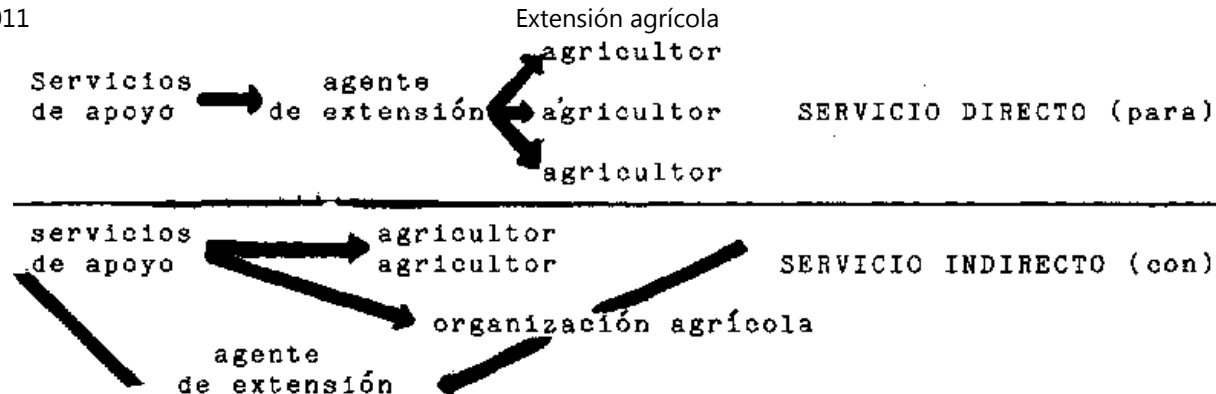 011 Extensión agrícola
agricultor
Servicios agente
de apoyo de extensión agricultor SERVICIO DIRECTO (para)
agricultor
servicios agricultor
de apoyo agricultor SERVICIO INDIRECTO (con)
organización agrícola
agente
de extensión